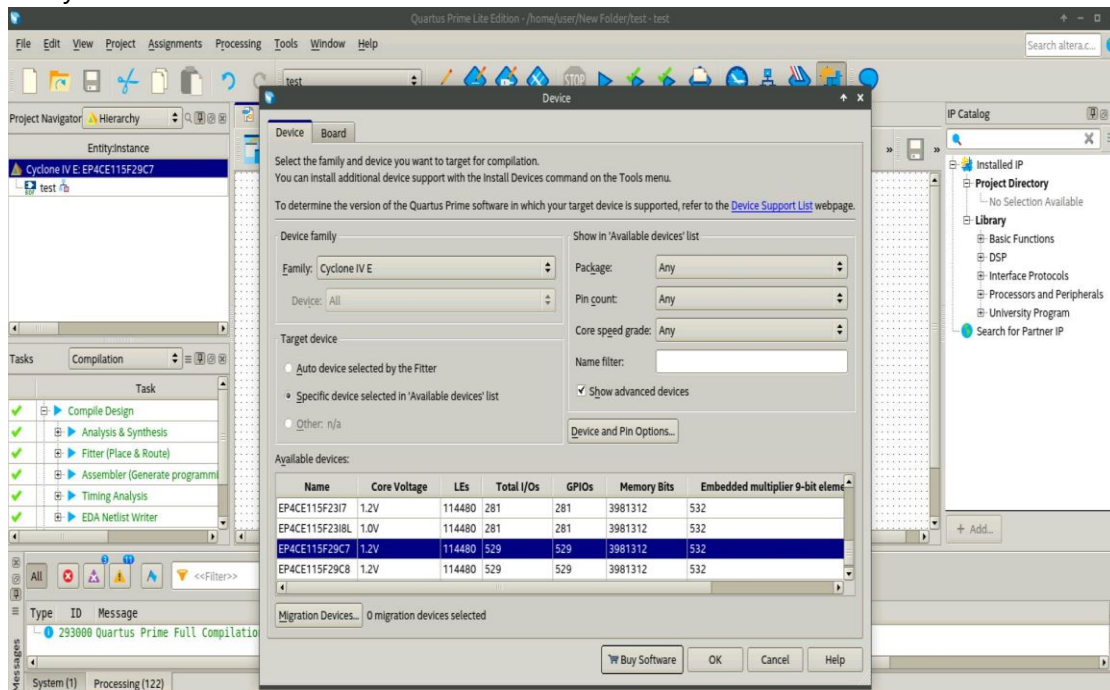 Quartus Prime Lite Edition - /home/user/New Folder/test - test
File Edit View Project Assignments Processing Tools Window Help
Search altera.c...
test
Project Navigator Hierarchy
Entity:Instance
Cyclone IV E: EP4CE115F29C7
test
Tasks Compilation
Task
Compile Design
Analysis & Synthesis
Fitter (Place & Route)
Assembler (Generate programmi
Timing Analysis
EDA Netlist Writer
Device
Device Board
Select the family and device you want to target for compilation.
You can install additional device support with the Install Devices command on the Tools menu.
To determine the version of the Quartus Prime software in which your target device is supported, refer to the Device Support List webpage.
Device family
Family: Cyclone IV E
Device: All
Target device
Auto device selected by the Fitter
Specific device selected in 'Available devices' list
Other: n/a
Show in 'Available devices' list
Package: Any
Pin count: Any
Core speed grade: Any
Name filter:
Show advanced devices
Device and Pin Options...
Available devices:
Name Core Voltage LEs Total I/Os GPIOs Memory Bits Embedded multiplier 9-bit eleme
EP4CE115F23I7 1.2V 114480 281 281 3981312 532
EP4CE115F23I8L 1.0V 114480 281 281 3981312 532
EP4CE115F29C7 1.2V 114480 529 529 3981312 532
EP4CE115F29C8 1.2V 114480 529 529 3981312 532
Migration Devices... 0 migration devices selected
Buy Software OK Cancel Help
IP Catalog
Installed IP
Project Directory
No Selection Available
Library
Basic Functions
DSP
Interface Protocols
Processors and Peripherals
University Program
Search for Partner IP
+ Add...
All <<Filter>>
Type ID Message
293000 Quartus Prime Full Compilatio
Messages
System (1) Processing (122)